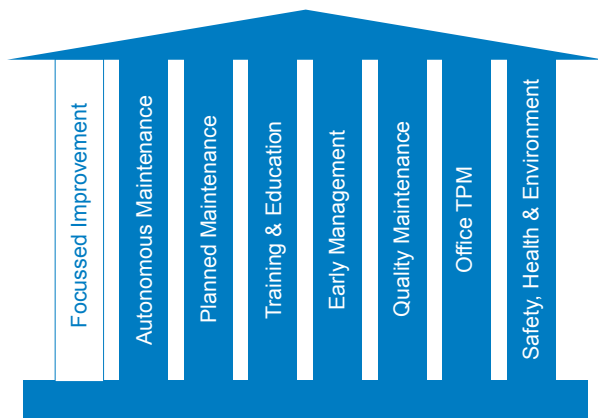 Focussed Improvement
Autonomous Maintenance
Planned Maintenance
Training & Education
Early Management
Quality Maintenance
Office TPM
Safety, Health & Environment